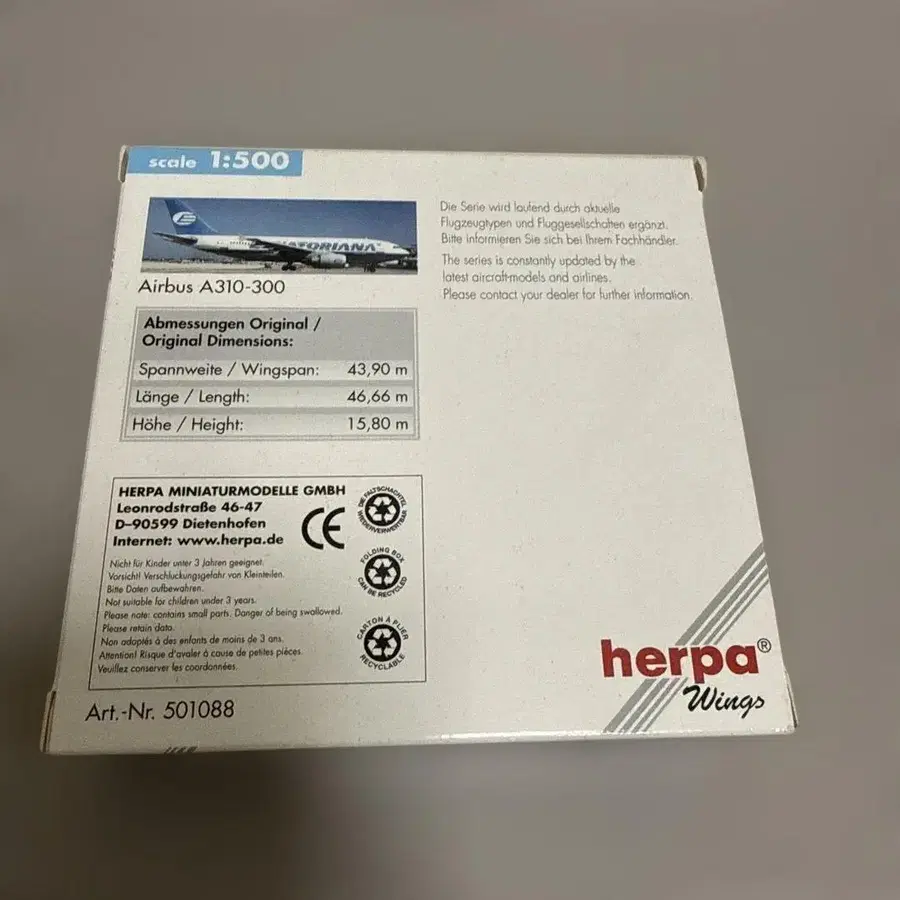 scale 1:500
ATORIANA
Airbus A310-300
Abmessungen Original /
Original Dimensions:
Spannweite / Wingspan: 43,90 m
Länge / Length: 46,66 m
Höhe / Height: 15,80 m
Die Serie wird laufend durch aktuelle
Flugzeugtypen und Fluggesellschaften ergänzt.
Bitte informieren Sie sich bei Ihrem Fachhändler.
The series is constantly updated by the
latest aircraft-models and airlines.
Please contact your dealer for further information.
HERPA MINIATURMODELLE GMBH
Leonrodstraße 46-47
D-90599 Dietenhofen
Internet: www.herpa.de
CE
Nicht für Kinder unter 3 Jahren geeignet.
Vorsicht! Verschluckungsgefahr von Kleinteilen.
Bitte Daten aufbewahren.
Not suitable for children under 3 years.
Please note: contains small parts. Danger of being swallowed.
Please retain data.
Non adaptés à des enfants de moins de 3 ans.
Attention! Risque d'avaler à cause de petites pièces.
Veuillez conserver les coordonnées.
DIE FALTSCHACHTEL
WIEDERVERWERTBAR
FOLDING BOX
CAN BE RECYCLED
CARTON À PLIER
RECYCLABLE
Art.-Nr. 501088
herpa®
Wings